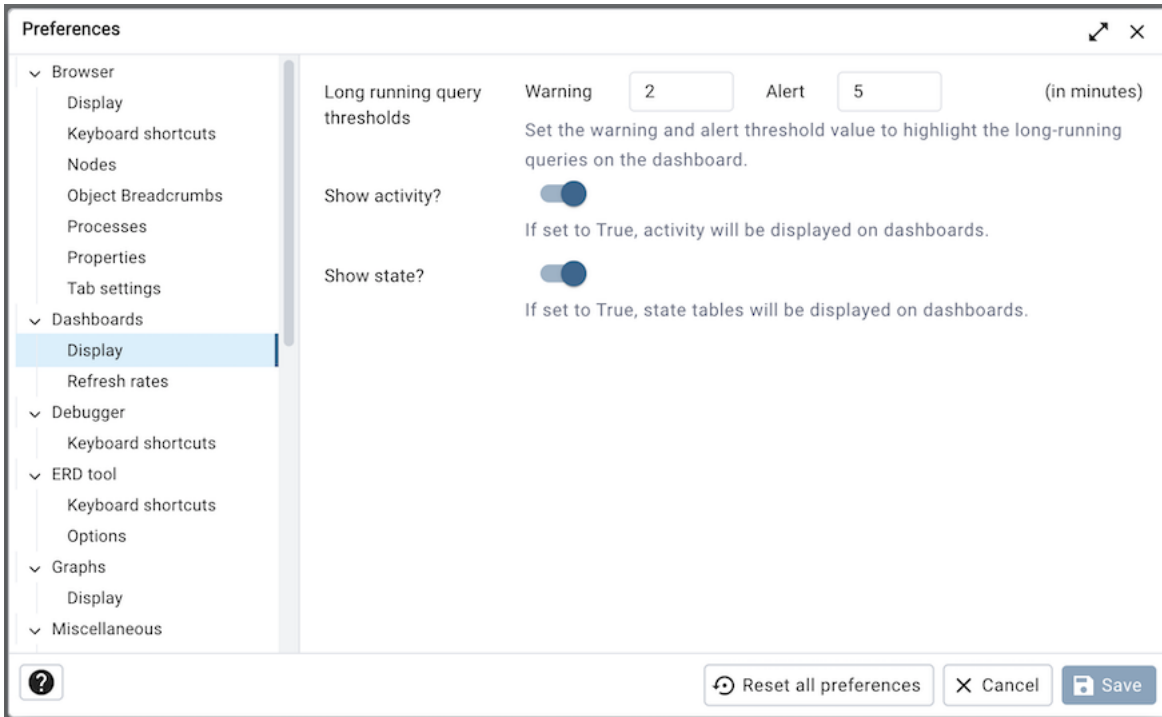 Preferences
Browser
Display
Keyboard shortcuts
Nodes
Object Breadcrumbs
Processes
Properties
Tab settings
Dashboards
Display
Refresh rates
Debugger
Keyboard shortcuts
ERD tool
Keyboard shortcuts
Options
Graphs
Display
Miscellaneous
Long running query
thresholds
Warning 2 Alert 5 (in minutes)
Set the warning and alert threshold value to highlight the long-running
queries on the dashboard.
Show activity?
If set to True, activity will be displayed on dashboards.
Show state?
If set to True, state tables will be displayed on dashboards.
? Reset all preferences Cancel Save